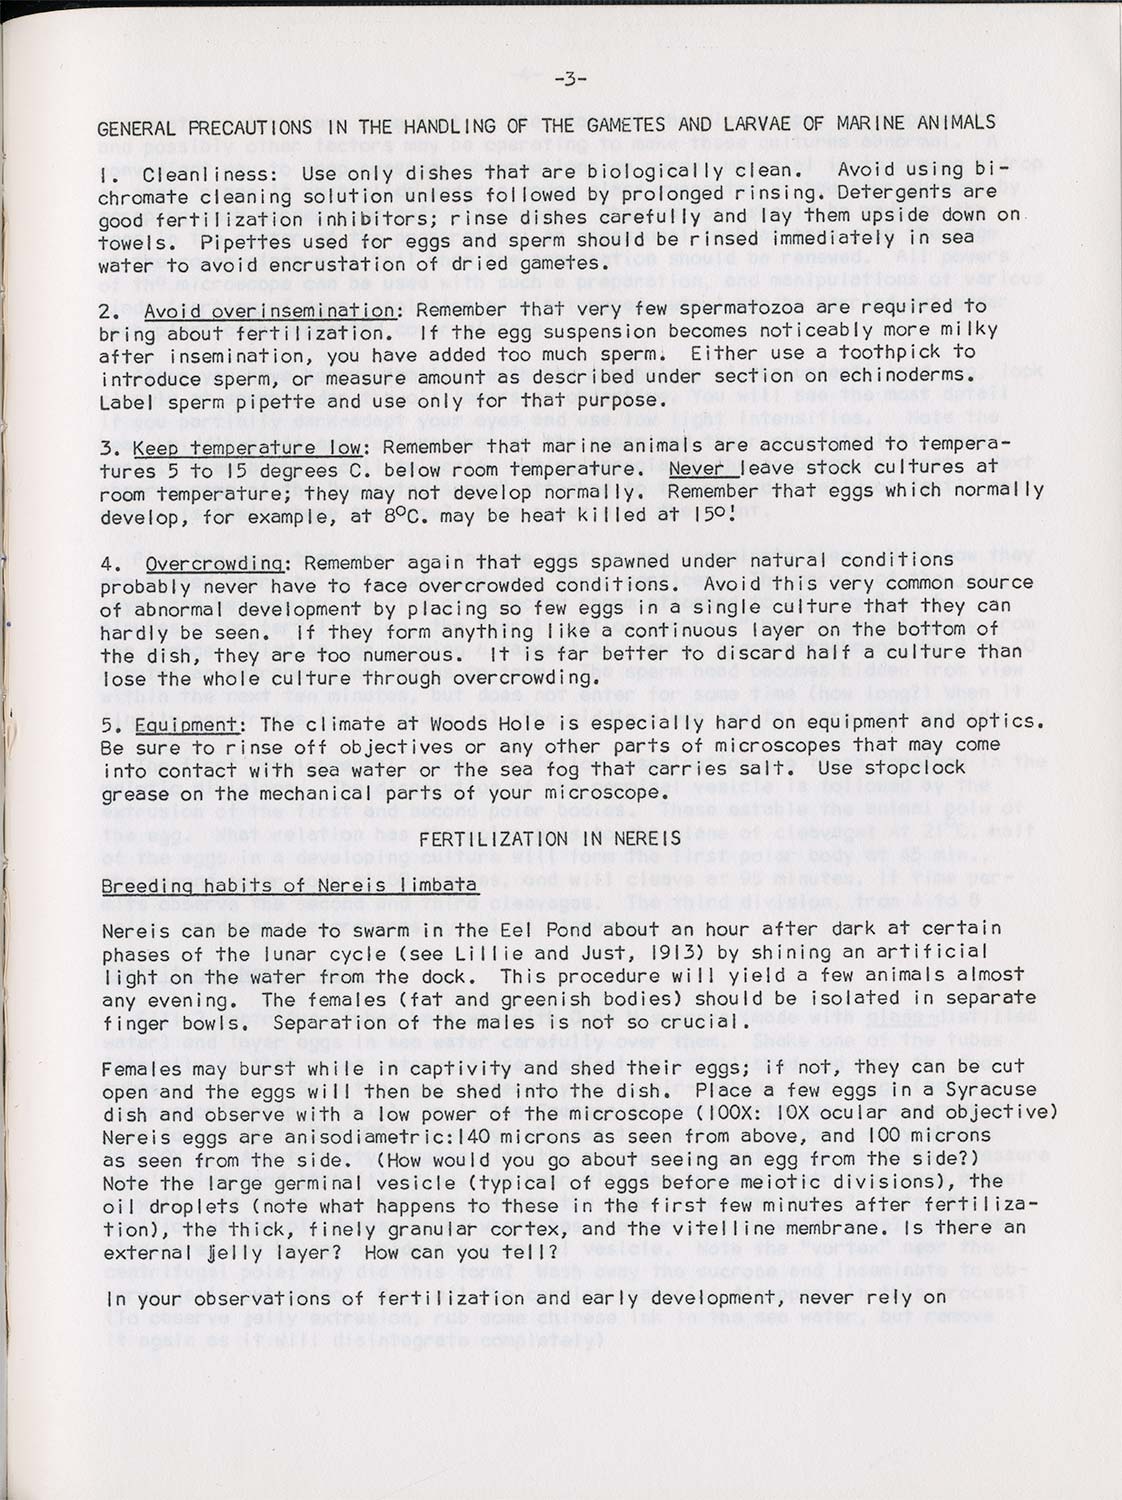 -3-
GENERAL PRECAUTIONS IN THE HANDLING OF THE GAMETES AND LARVAE OF MARINE ANIMALS
1. Cleanliness: Use only dishes that are biologically clean. Avoid using bi-
chromate cleaning solution unless followed by prolonged rinsing. Detergents are
good fertilization inhibitors; rinse dishes carefully and lay them upside down on
towels. Pipettes used for eggs and sperm should be rinsed immediately in sea
water to avoid encrustation of dried gametes.
2. Avoid overinsemination: Remember that very few spermatozoa are required to
bring about fertilization. If the egg suspension becomes noticeably more milky
after insemination, you have added too much sperm. Either use a toothpick to
introduce sperm, or measure amount as described under section on echinoderms.
Label sperm pipette and use only for that purpose.
3. Keep temperature low: Remember that marine animals are accustomed to tempera-
tures 5 to 15 degrees C. below room temperature. Never leave stock cultures at
room temperature; they may not develop normally. Remember that eggs which normally
develop, for example, at 8°C. may be heat killed at 15°!
4. Overcrowding: Remember again that eggs spawned under natural conditions
probably never have to face overcrowded conditions. Avoid this very common source
of abnormal development by placing so few eggs in a single culture that they can
hardly be seen. If they form anything like a continuous layer on the bottom of
the dish, they are too numerous. It is far better to discard half a culture than
lose the whole culture through overcrowding.
5. Equipment: The climate at Woods Hole is especially hard on equipment and optics.
Be sure to rinse off objectives or any other parts of microscopes that may come
into contact with sea water or the sea fog that carries salt. Use stopclock
grease on the mechanical parts of your microscope.
FERTILIZATION IN NEREIS
Breeding habits of Nereis limbata
Nereis can be made to swarm in the Eel Pond about an hour after dark at certain
phases of the lunar cycle (see Lillie and Just, 1913) by shining an artificial
light on the water from the dock. This procedure will yield a few animals almost
any evening. The females (fat and greenish bodies) should be isolated in separate
finger bowls. Separation of the males is not so crucial.
Females may burst while in captivity and shed their eggs; if not, they can be cut
open and the eggs will then be shed into the dish. Place a few eggs in a Syracuse
dish and observe with a low power of the microscope (100X: 10X ocular and objective)
Nereis eggs are anisodiametric:140 microns as seen from above, and 100 microns
as seen from the side. (How would you go about seeing an egg from the side?)
Note the large germinal vesicle (typical of eggs before meiotic divisions), the
oil droplets (note what happens to these in the first few minutes after fertiliza-
tion), the thick, finely granular cortex, and the vitelline membrane. Is there an
external jelly layer? How can you tell?
In your observations of fertilization and early development, never rely on